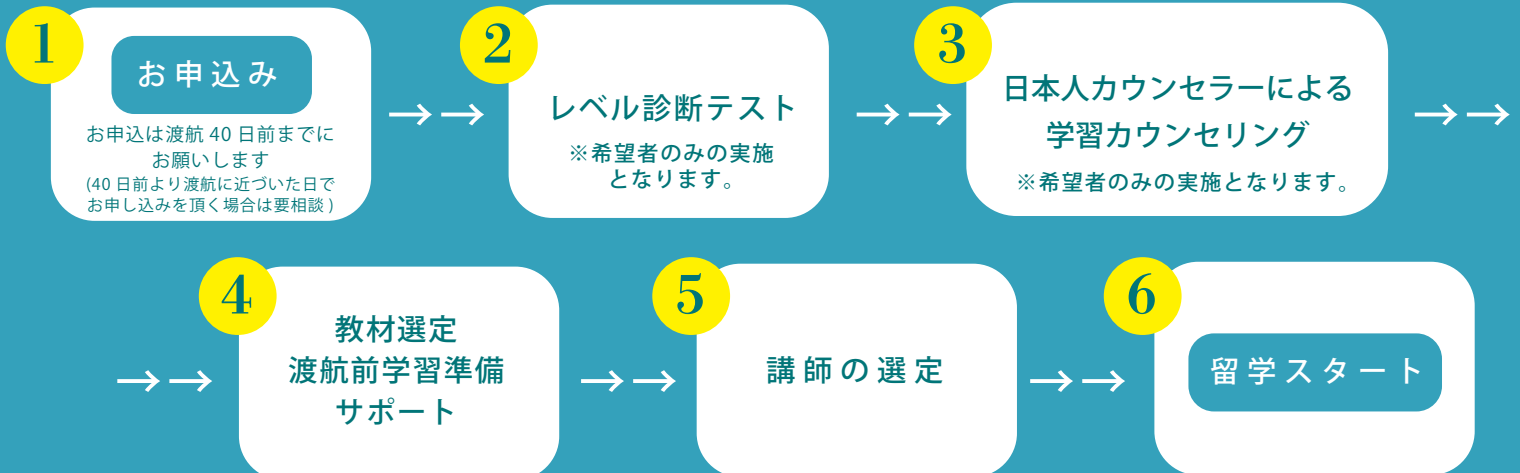 1
お申込み
お申込は渡航 40 日前までに
お願いします
(40 日前より渡航に近づいた日で
お申し込みを頂く場合は要相談 )
→→
2
レベル診断テスト
※希望者のみの実施
となります。
→→
3
日本人カウンセラーによる
学習カウンセリング
※希望者のみの実施となります。
→→
→→
4
教材選定
渡航前学習準備
サポート
→→
5
講師の選定
→→
6
留学スタート